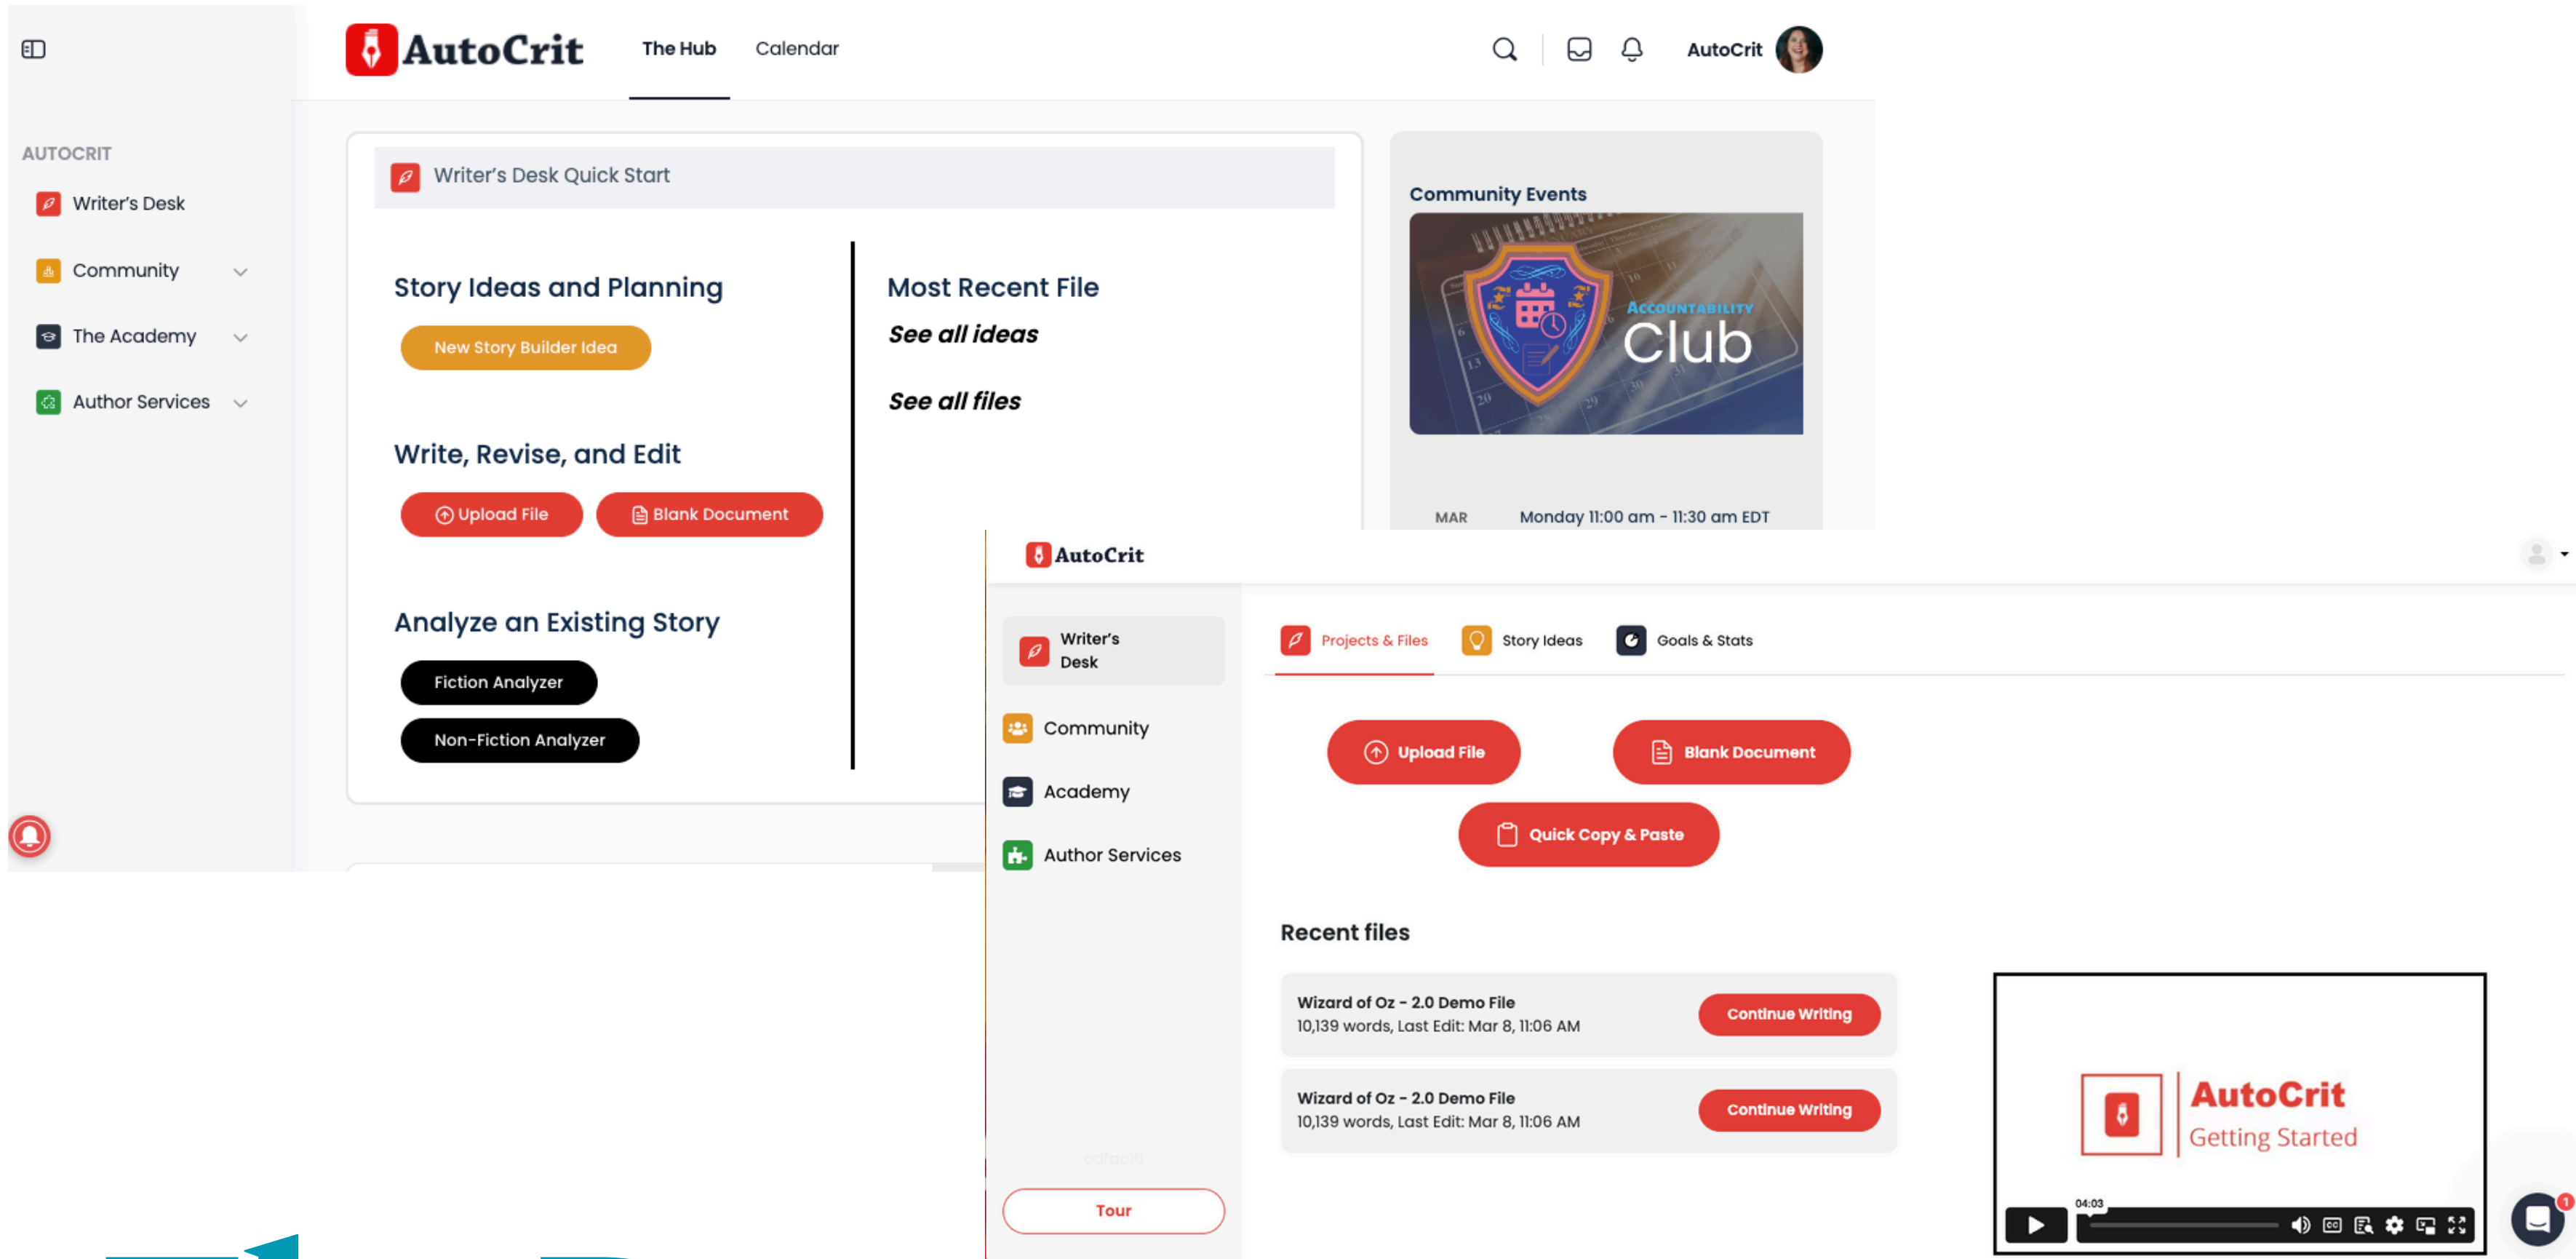 AutoCrit
The Hub
Calendar
AutoCrit
AUTOCRIT
Writer's Desk
Community
The Academy
Author Services
Writer's Desk Quick Start
Story Ideas and Planning
New Story Builder Idea
Write, Revise, and Edit
Upload File
Blank Document
Analyze an Existing Story
Fiction Analyzer
Non-Fiction Analyzer
Most Recent File
See all ideas
See all files
Community Events
ACCOUNTABILITY
Club
MAR
Monday 11:00 am - 11:30 am EDT
AutoCrit
Writer's
Desk
Community
Academy
Author Services
cdfac16
Tour
Projects & Files
Story Ideas
Goals & Stats
Upload File
Blank Document
Quick Copy & Paste
Recent files
Wizard of Oz - 2.0 Demo File
10,139 words, Last Edit: Mar 8, 11:06 AM
Continue Writing
Wizard of Oz - 2.0 Demo File
10,139 words, Last Edit: Mar 8, 11:06 AM
Continue Writing
AutoCrit
Getting Started
04:03
CC
1